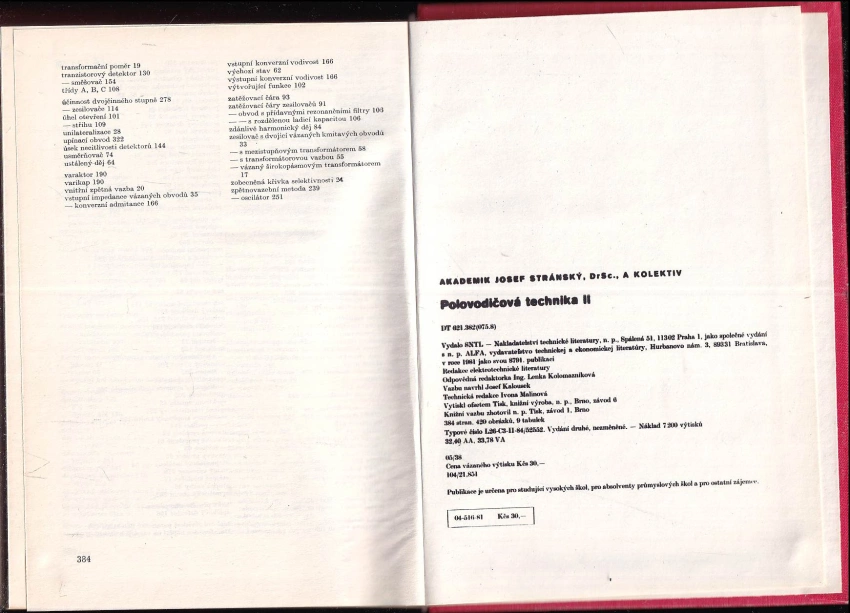 transformační poměr 19
tranzistorový detektor 130
— směšovač 154
třídy A, B, C 108
účinnost dvojčinného stupně 278
— zesilovače 114
úhel otevření 101
— střihu 109
unilateralizace 28
upínací obvod 322
úsek necitlivosti detektorů 144
usměrňovač 74
ustálený děj 64
varaktor 190
varikap 190
vnitřní zpětná vazba 20
vstupní impedance vázaných obvodů 35
— konverzní admitance 166
vstupní konverzní vodivost 166
výchozí stav 62
výstupní konverzní vodivost 166
vytvořující funkce 102
zatěžovací čára 93
zatěžovací čáry zesilovačů 91
— obvod s přídavnými rezonančními filtry 103
— — s rozdělenou ladicí kapacitou 106
zdánlivě harmonický děj 84
zesilovač s dvojicí vázaných kmitavých obvodů
33
— s mezistupňovým transformátorem 58
— s transformátorovou vazbou 55
— vázaný širokopásmovým transformátorem
17
zobecněná křivka selektivnosti 24
zpětnovazební metoda 239
— oscilátor 251
384
AKADEMIK JOSEF STRÁNSKÝ, DrSc., A KOLEKTIV
Polovodičová technika II
DT 621.382(075.8)
Vydalo SNTL — Nakladatelství technické literatury, n. p., Spálená 51, 11302 Praha 1, jako společné vydání
s n. p. ALFA, vydavateľstvo technickej a ekonomickej literatúry, Hurbanovo nám. 3, 89331 Bratislava,
v roce 1981 jako svou 8791. publikaci
Redakce elektrotechnické literatury
Odpovědná redaktorka Ing. Lenka Kolomazníková
Vazbu navrhl Josef Kalousek
Technická redakce Ivona Malinová
Vytiskl ofsetem Tisk, knižní výroba, n. p., Brno, závod 6
Knižní vazbu zhotovil n. p. Tisk, závod 1, Brno
384 stran, 420 obrázků, 9 tabulek
Typové číslo L26-C3-II-84/52552. Vydání druhé, nezměněné. — Náklad 7 200 výtisků
32,40 AA, 33,78 VA
05/38
Cena vázaného výtisku Kčs 30,—
104/21.851
Publikace je určena pro studující vysokých škol, pro absolventy průmyslových škol a pro ostatní zájemce.
04-516-81 Kčs 30,—